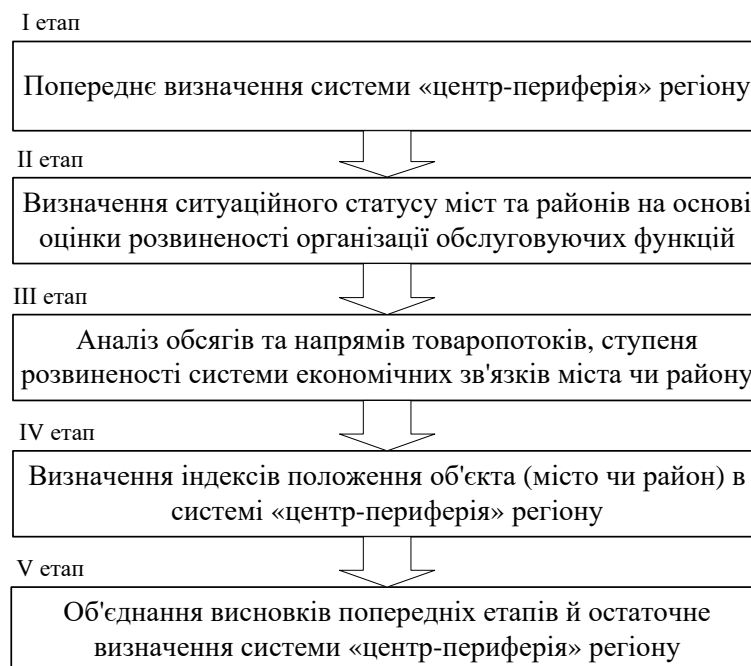 І етап
Попереднє визначення системи «центр-периферія» регіону
ІІ етап
Визначення ситуаційного статусу міст та районів на основі
оцінки розвиненості організації обслуговуючих функцій
ІІІ етап
Аналіз обсягів та напрямів товаропотоків, ступеня
розвиненості системи економічних зв'язків міста чи району
IV етап
Визначення індексів положення об'єкта (місто чи район) в
системі «центр-периферія» регіону
V етап
Об'єднання висновків попередніх етапів й остаточне
визначення системи «центр-периферія» регіону